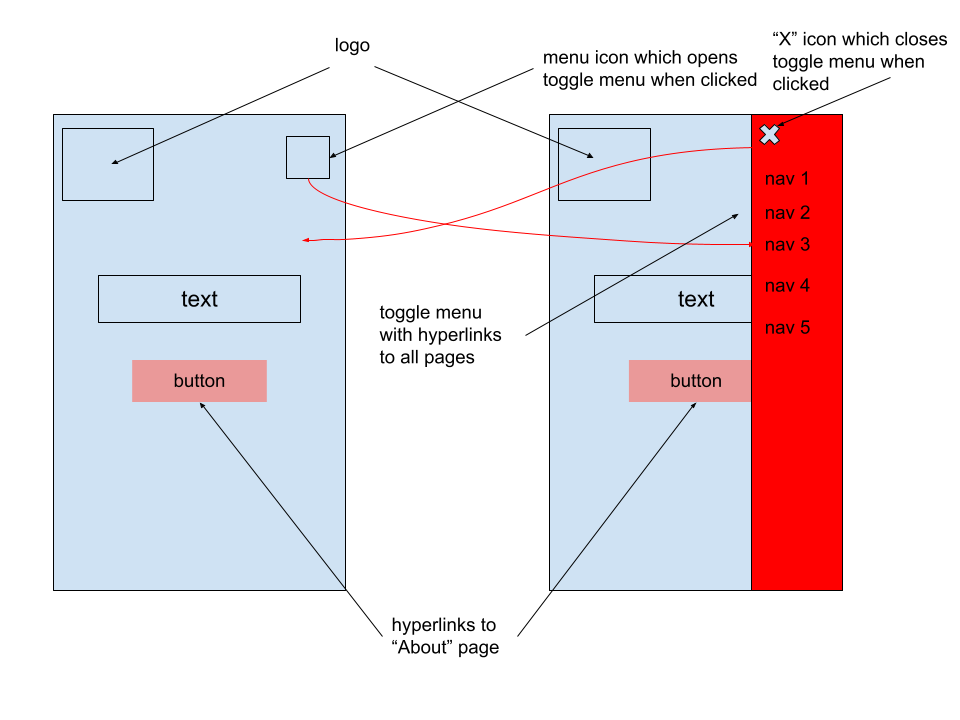 logo
menu icon which opens
toggle menu when clicked
“X” icon which closes
toggle menu when
clicked
nav 1
nav 2
nav 3
nav 4
nav 5
text
text
toggle menu
with hyperlinks
to all pages
button
button
hyperlinks to
“About” page